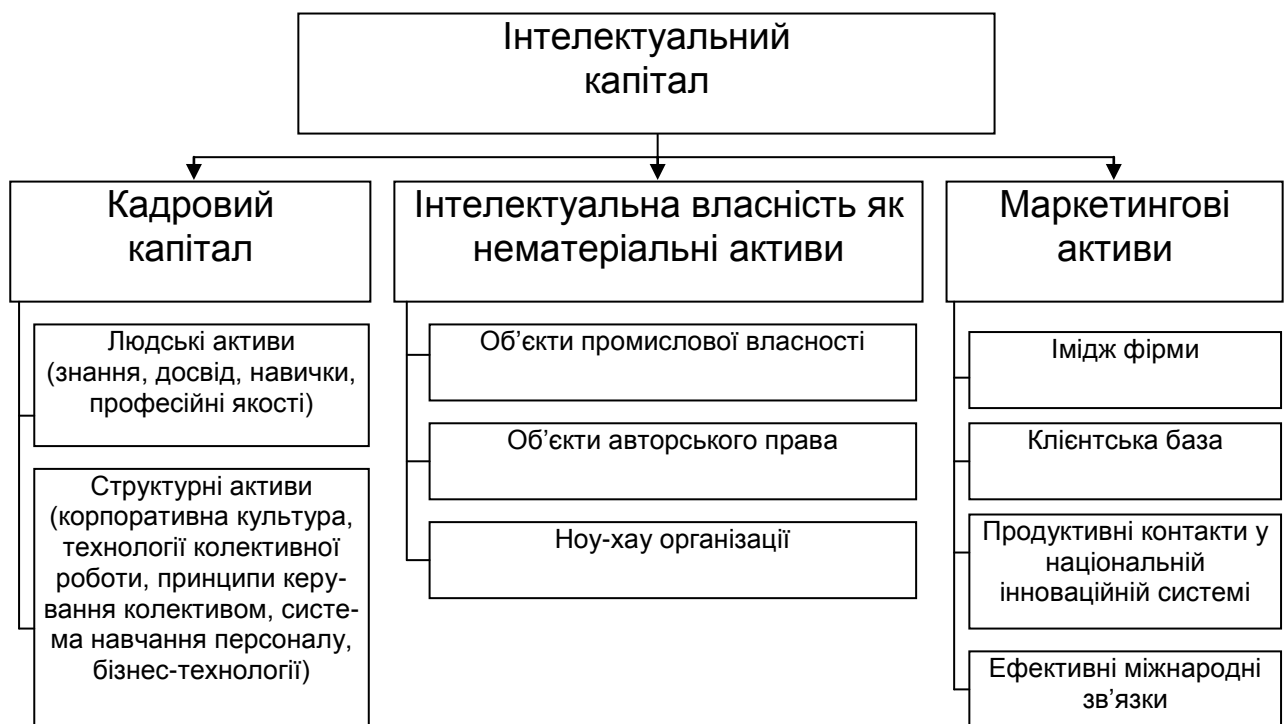 Інтелектуальний
капітал
Кадровий
капітал
Людські активи
(знання, досвід, навички,
професійні якості)
Структурні активи
(корпоративна культура,
технології колективної
роботи, принципи керу-
вання колективом, систе-
ма навчання персоналу,
бізнес-технології)
Інтелектуальна власність як
нематеріальні активи
Об’єкти промислової власності
Об’єкти авторського права
Ноу-хау організації
Маркетингові
активи
Імідж фірми
Клієнтська база
Продуктивні контакти у
національній
інноваційній системі
Ефективні міжнародні
зв’язки